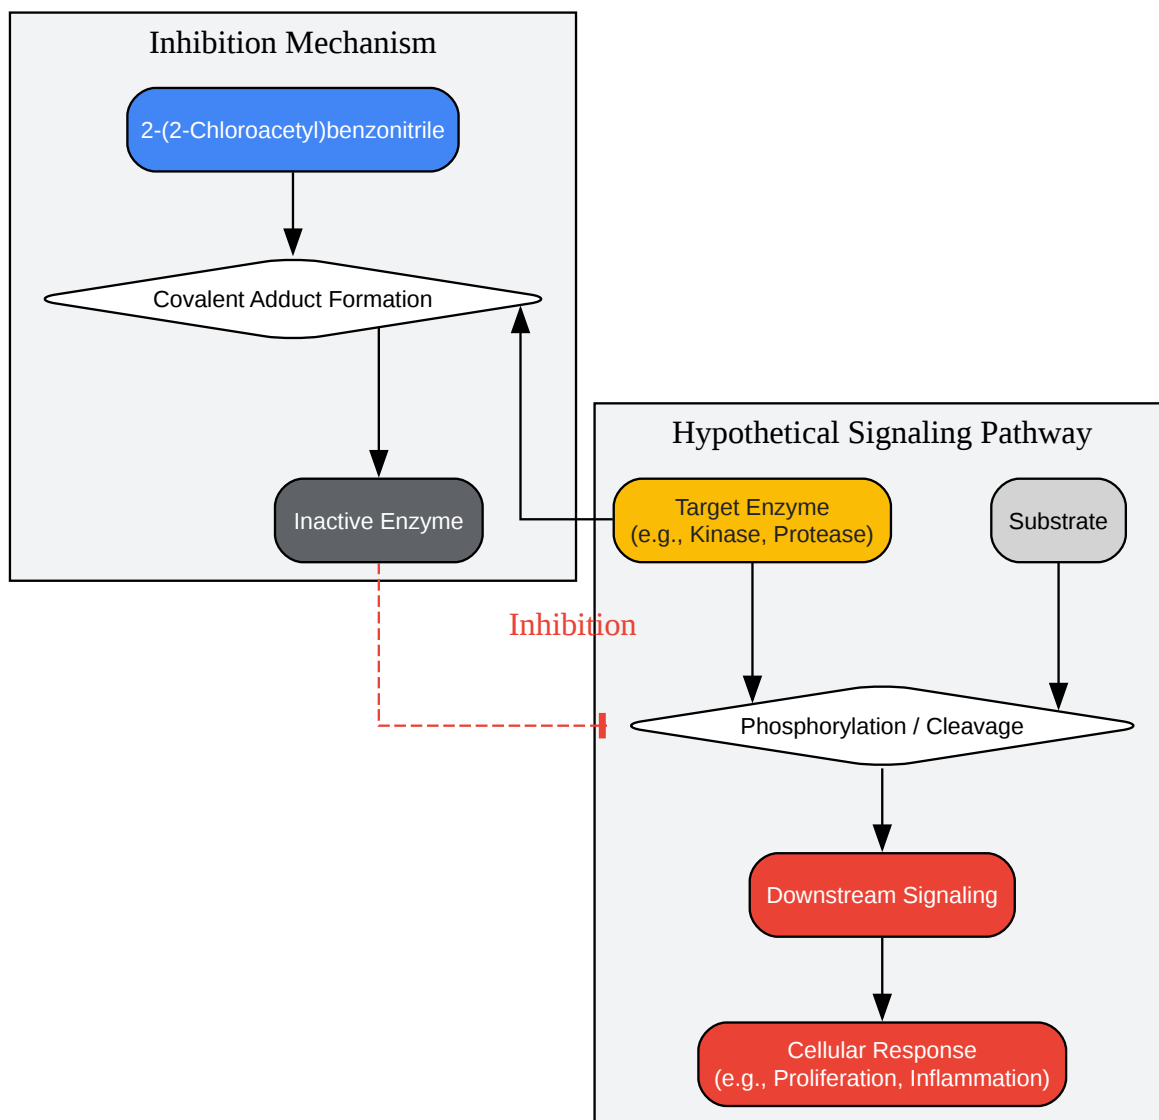 Inhibition Mechanism
2-(2-Chloroacetyl)benzonitrile
Covalent Adduct Formation
Inactive Enzyme
Hypothetical Signaling Pathway
Target Enzyme
(e.g., Kinase, Protease)
Substrate
Inhibition
Phosphorylation / Cleavage
Downstream Signaling
Cellular Response
(e.g., Proliferation, Inflammation)